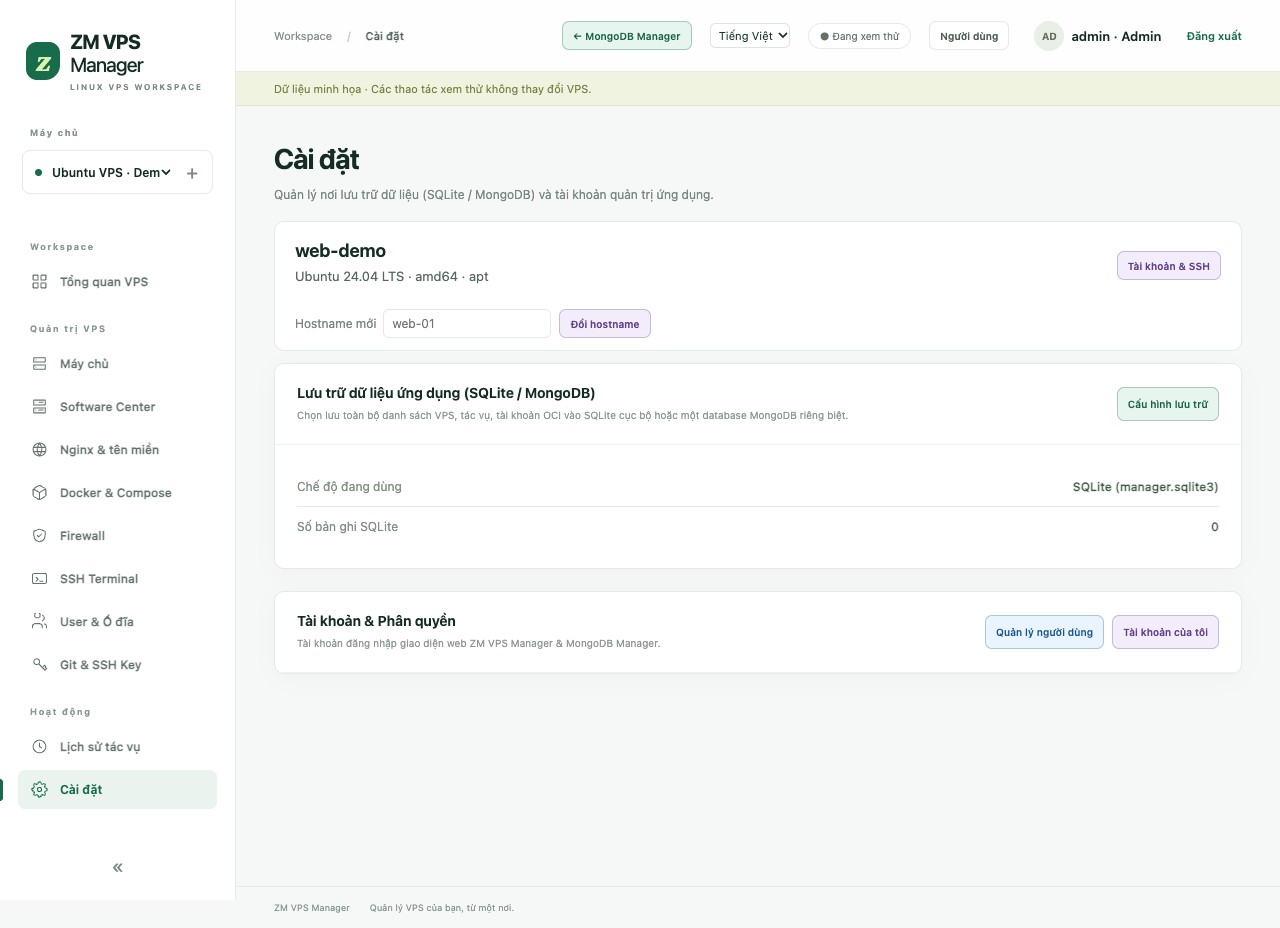 Z
ZM VPS
Manager
LINUX VPS WORKSPACE
Máy chủ
Ubuntu VPS · Dem
+
Workspace
Tổng quan VPS
Quản trị VPS
Máy chủ
Software Center
Nginx & tên miền
Docker & Compose
Firewall
SSH Terminal
User & Ổ đĩa
Git & SSH Key
Hoạt động
Lịch sử tác vụ
Cài đặt
«
Workspace / Cài đặt
← MongoDB Manager
Tiếng Việt
Đang xem thử
Người dùng
AD
admin · Admin
Đăng xuất
Dữ liệu minh họa · Các thao tác xem thử không thay đổi VPS.
Cài đặt
Quản lý nơi lưu trữ dữ liệu (SQLite / MongoDB) và tài khoản quản trị ứng dụng.
web-demo
Ubuntu 24.04 LTS · amd64 · apt
Tài khoản & SSH
Hostname mới
web-01
Đổi hostname
Lưu trữ dữ liệu ứng dụng (SQLite / MongoDB)
Chọn lưu toàn bộ danh sách VPS, tác vụ, tài khoản OCI vào SQLite cục bộ hoặc một database MongoDB riêng biệt.
Cấu hình lưu trữ
Chế độ đang dùng
SQLite (manager.sqlite3)
Số bản ghi SQLite
0
Tài khoản & Phân quyền
Tài khoản đăng nhập giao diện web ZM VPS Manager & MongoDB Manager.
Quản lý người dùng
Tài khoản của tôi
ZM VPS Manager
Quản lý VPS của bạn, từ một nơi.